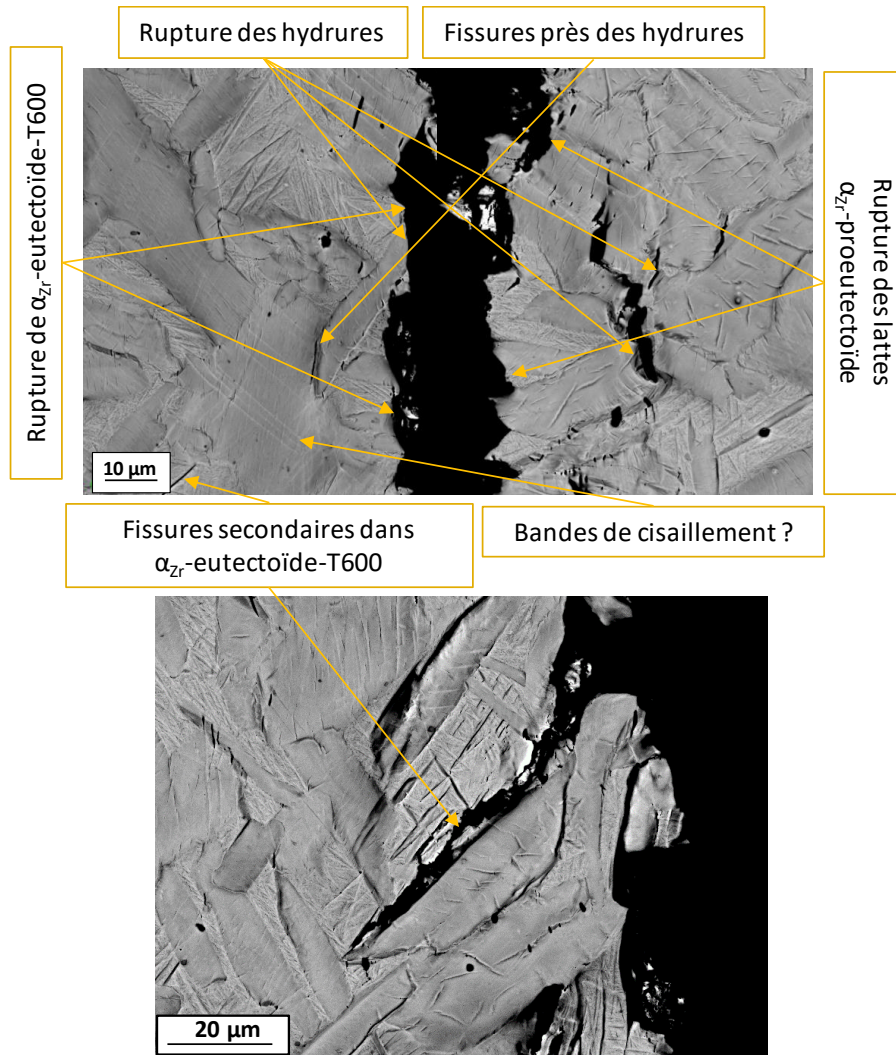 Rupture des hydrures
Fissures près des hydrures
Rupture de αZr-eutectoïde-T600
Rupture des lattes
αZr-proeutectoïde
10 µm
Fissures secondaires dans
αZr-eutectoïde-T600
Bandes de cisaillement ?
20 µm